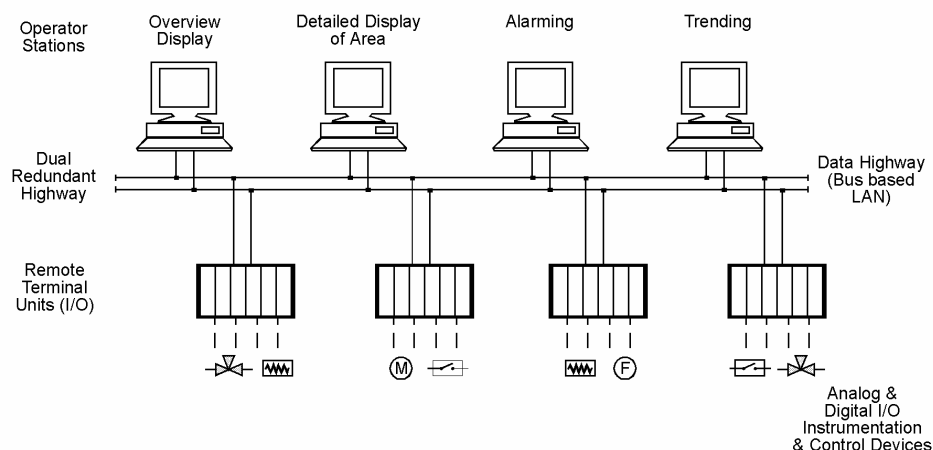 Operator
Stations
Overview
Display
Detailed Display
of Area
Alarming
Trending
Dual
Redundant
Highway
Data Highway
(Bus based
LAN)
Remote
Terminal
Units (I/O)
M
F
Analog &
Digital I/O
Instrumentation
& Control Devices